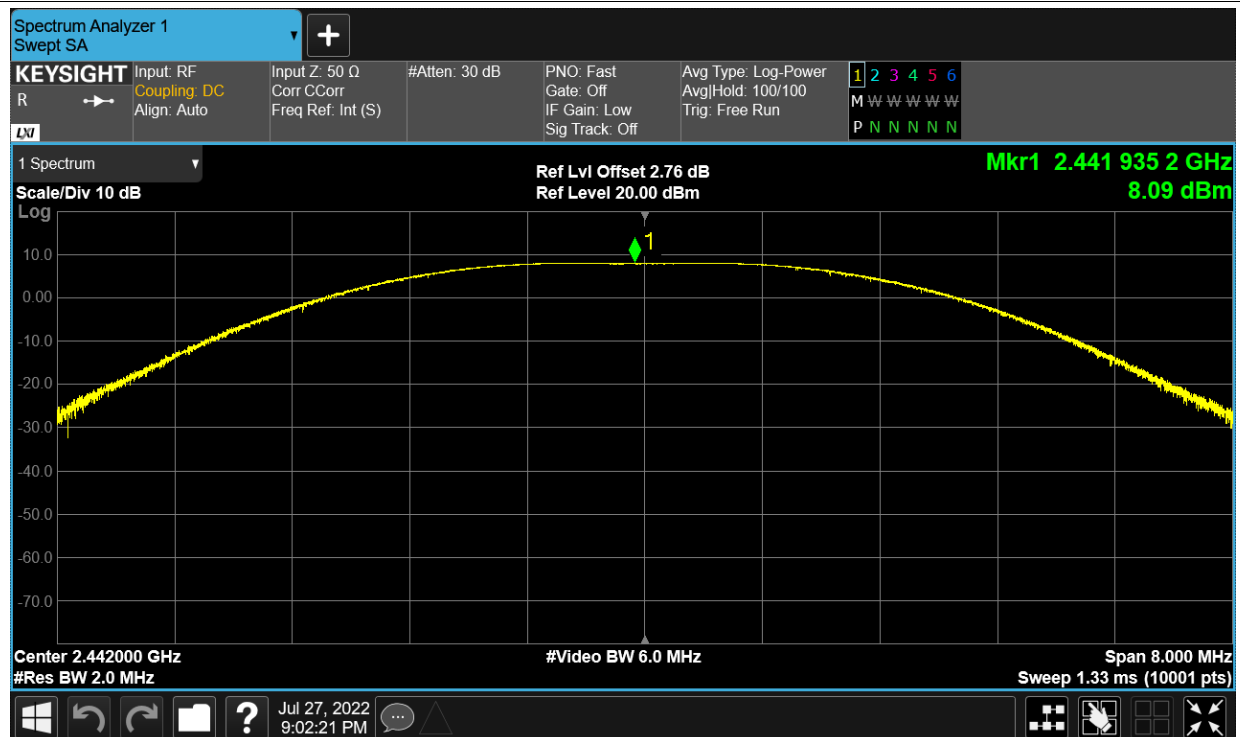 Spectrum Analyzer 1
Swept SA
KEYSIGHT
R
LXI
Input: RF
Coupling: DC
Align: Auto
Input Z: 50 Ω
Corr CCorr
Freq Ref: Int (S)
#Atten: 30 dB
PNO: Fast
Gate: Off
IF Gain: Low
Sig Track: Off
Avg Type: Log-Power
Avg|Hold: 100/100
Trig: Free Run
1 2 3 4 5 6
M W W W W W
P N N N N N
1 Spectrum
Scale/Div 10 dB
Ref Lvl Offset 2.76 dB
Ref Level 20.00 dBm
Mkr1 2.441 935 2 GHz
8.09 dBm
Log
1
10.0
0.00
-10.0
-20.0
-30.0
-40.0
-50.0
-60.0
-70.0
Center 2.442000 GHz
#Res BW 2.0 MHz
#Video BW 6.0 MHz
Span 8.000 MHz
Sweep 1.33 ms (10001 pts)
?
Jul 27, 2022
9:02:21 PM